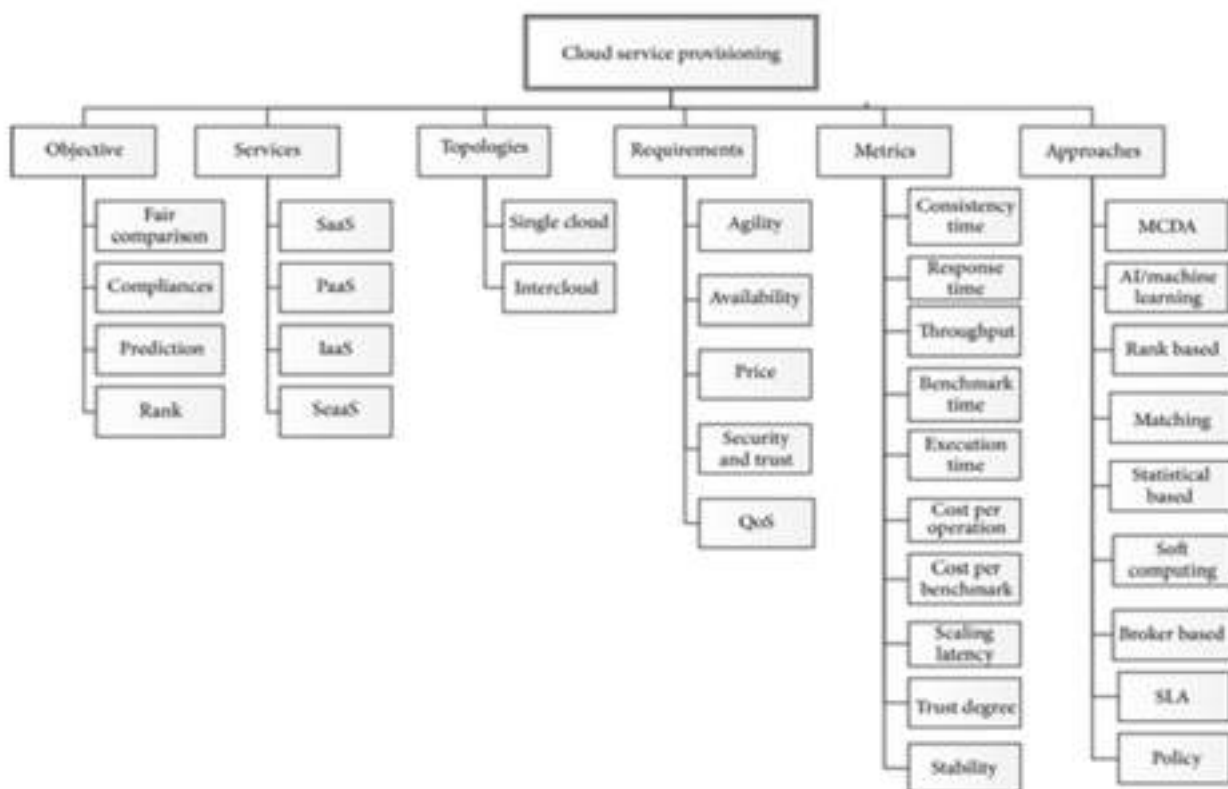 Cloud service provisioning
Objective
Services
Topologies
Requirements
Metrics
Approaches
Fair
comparison
Compliances
Prediction
Rank
SaaS
PaaS
IaaS
SeaaS
Single cloud
Intercloud
Agility
Availability
Price
Security
and trust
QoS
Consistency
time
Response
time
Throughput
Benchmark
time
Execution
time
Cost per
operation
Cost per
benchmark
Scaling
latency
Trust degree
Stability
MCDA
AI/machine
learning
Rank based
Matching
Statistical
based
Soft
computing
Broker based
SLA
Policy